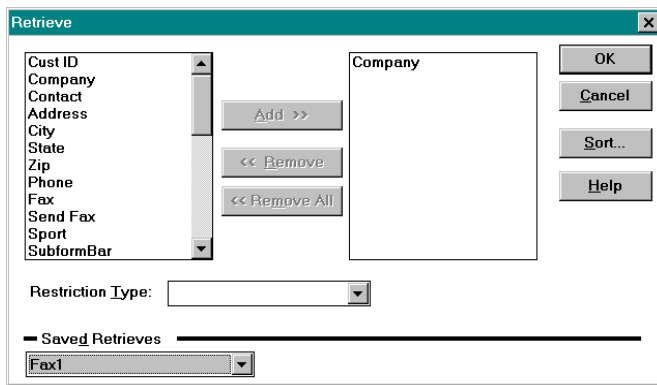 Retrieve
Cust ID
Company
Contact
Address
City
State
Zip
Phone
Fax
Send Fax
Sport
SubformBar
Add >>
<< Remove
<< Remove All
Company
OK
Cancel
Sort...
Help
Restriction Type:
Saved Retrieves
Fax1